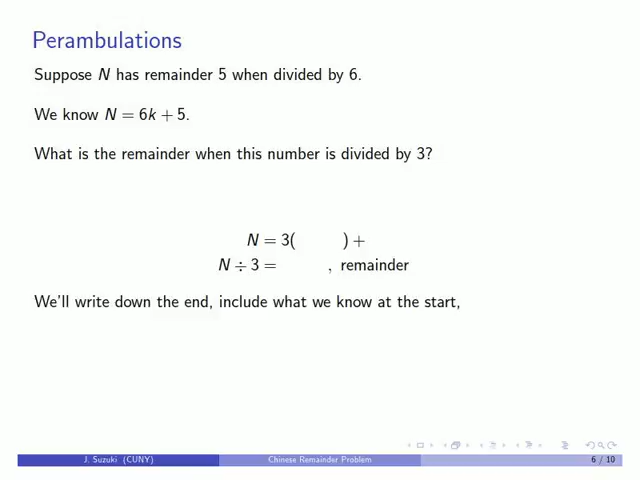 Perambulations
Suppose N has remainder 5 when divided by 6.
We know N = 6k + 5.
What is the remainder when this number is divided by 3?
N = 3( ) +
N ÷ 3 = , remainder
We'll write down the end, include what we know at the start,
J. Suzuki (CUNY) Chinese Remainder Problem 6 / 10